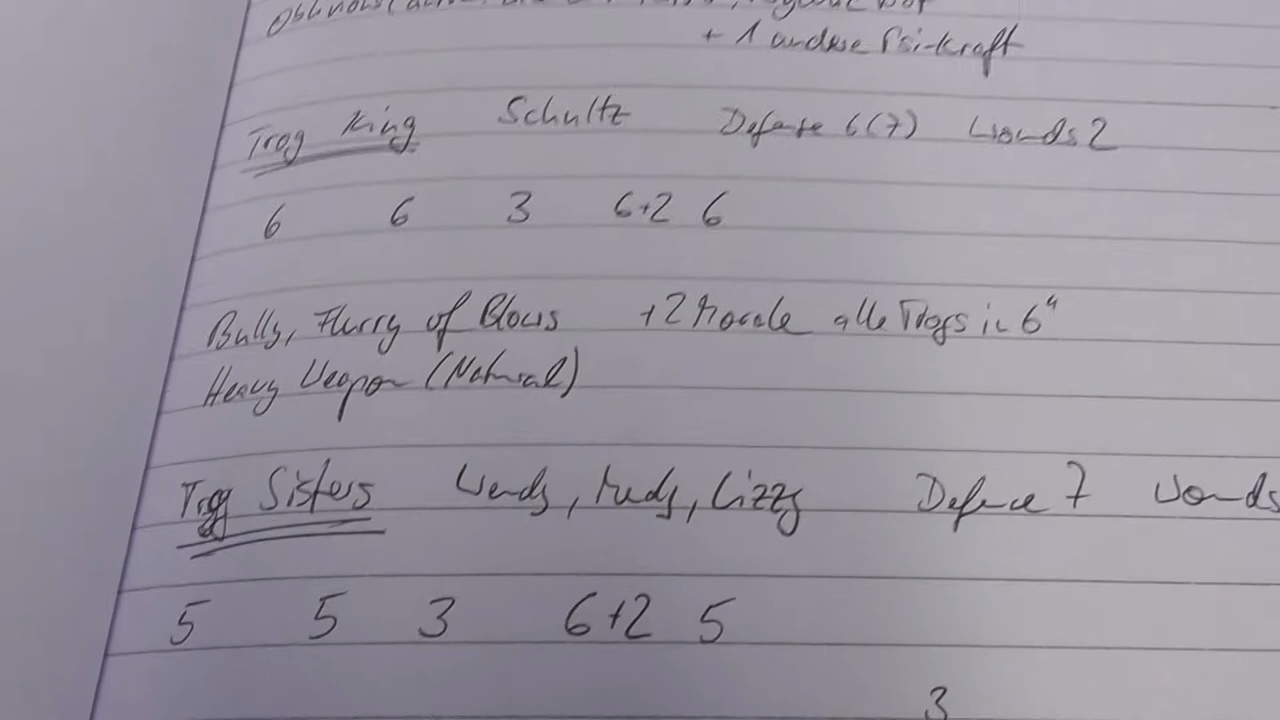 + 1 andere Psi-kraft
Trog King Schultz Defense 6(7) Wounds 2
6 6 3 6+2 6
Bully, Flurry of Blows +2 Morale alle Trogs in 6"
Heavy Weapon (Natural)
Trog Sisters Wendy, Mudy, Lizzy Defence 7 Wounds
5 5 3 6+2 5
3